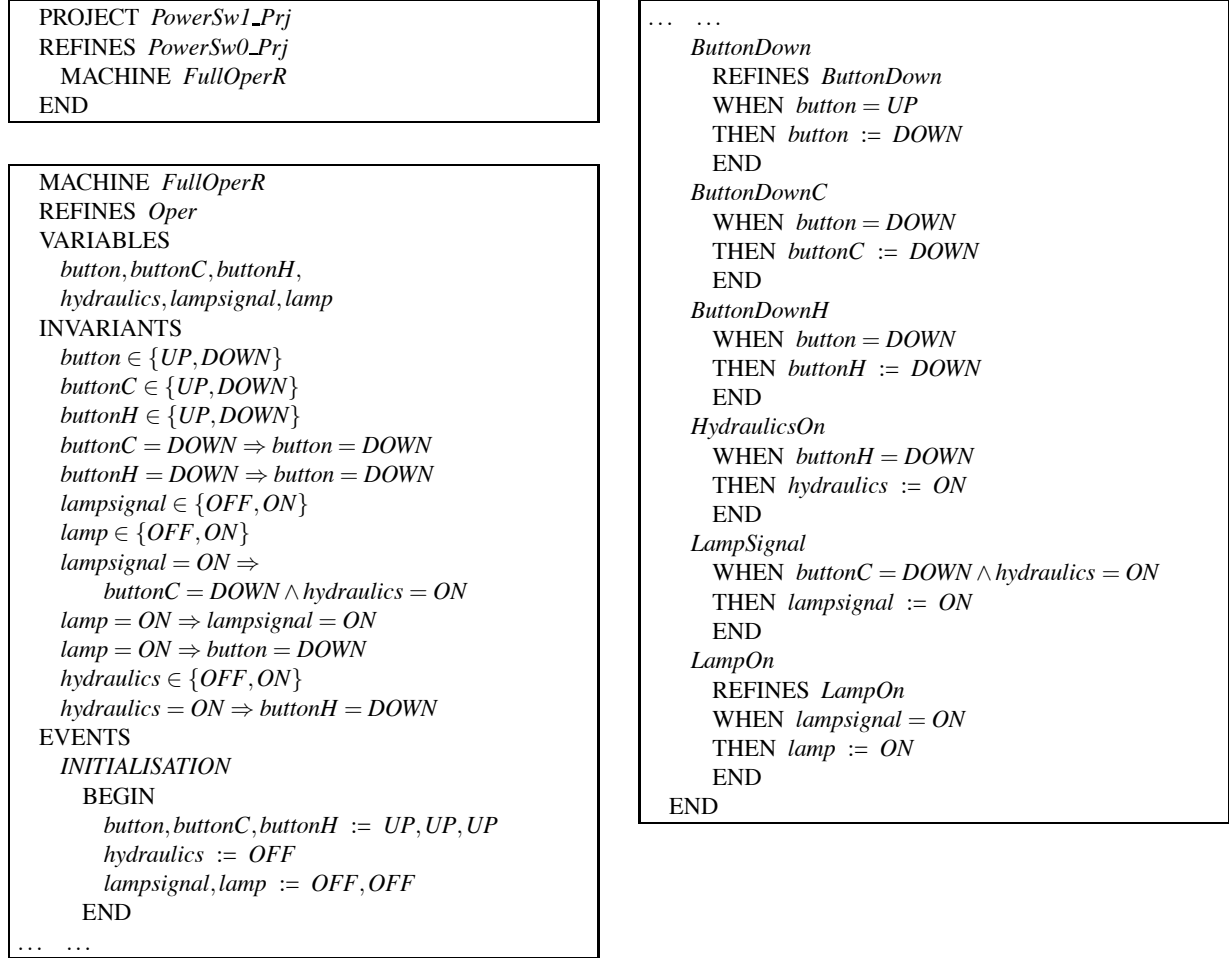 PROJECT PowerSw1_Prj
REFINES PowerSw0_Prj
MACHINE FullOperR
END
MACHINE FullOperR
REFINES Oper
VARIABLES
button,buttonC,buttonH,
hydraulics,lampsignal,lamp
INVARIANTS
button ∈ {UP,DOWN}
buttonC ∈ {UP,DOWN}
buttonH ∈ {UP,DOWN}
buttonC = DOWN ⇒ button = DOWN
buttonH = DOWN ⇒ button = DOWN
lampsignal ∈ {OFF,ON}
lamp ∈ {OFF,ON}
lampsignal = ON ⇒
buttonC = DOWN ∧ hydraulics = ON
lamp = ON ⇒ lampsignal = ON
lamp = ON ⇒ button = DOWN
hydraulics ∈ {OFF,ON}
hydraulics = ON ⇒ buttonH = DOWN
EVENTS
INITIALISATION
BEGIN
button,buttonC,buttonH := UP,UP,UP
hydraulics := OFF
lampsignal,lamp := OFF,OFF
END
... ...
... ...
ButtonDown
REFINES ButtonDown
WHEN button = UP
THEN button := DOWN
END
ButtonDownC
WHEN button = DOWN
THEN buttonC := DOWN
END
ButtonDownH
WHEN button = DOWN
THEN buttonH := DOWN
END
HydraulicsOn
WHEN buttonH = DOWN
THEN hydraulics := ON
END
LampSignal
WHEN buttonC = DOWN ∧ hydraulics = ON
THEN lampsignal := ON
END
LampOn
REFINES LampOn
WHEN lampsignal = ON
THEN lamp := ON
END
END